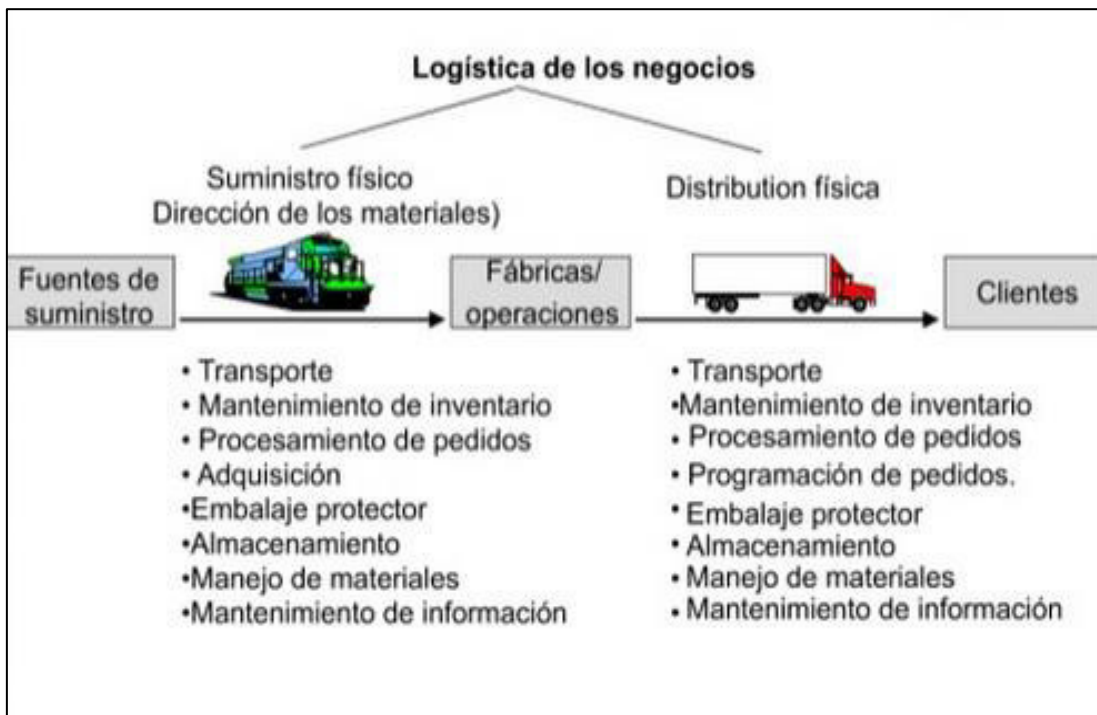 Logística de los negocios
Suministro físico
Dirección de los materiales)
Distribution física
Fuentes de
suministro
Fábricas/
operaciones
Clientes
• Transporte
• Mantenimiento de inventario
• Procesamiento de pedidos
• Adquisición
•Embalaje protector
•Almacenamiento
•Manejo de materiales
•Mantenimiento de información
• Transporte
•Mantenimiento de inventario
• Procesamiento de pedidos
• Programación de pedidos.
• Embalaje protector
• Almacenamiento
• Manejo de materiales
• Mantenimiento de información